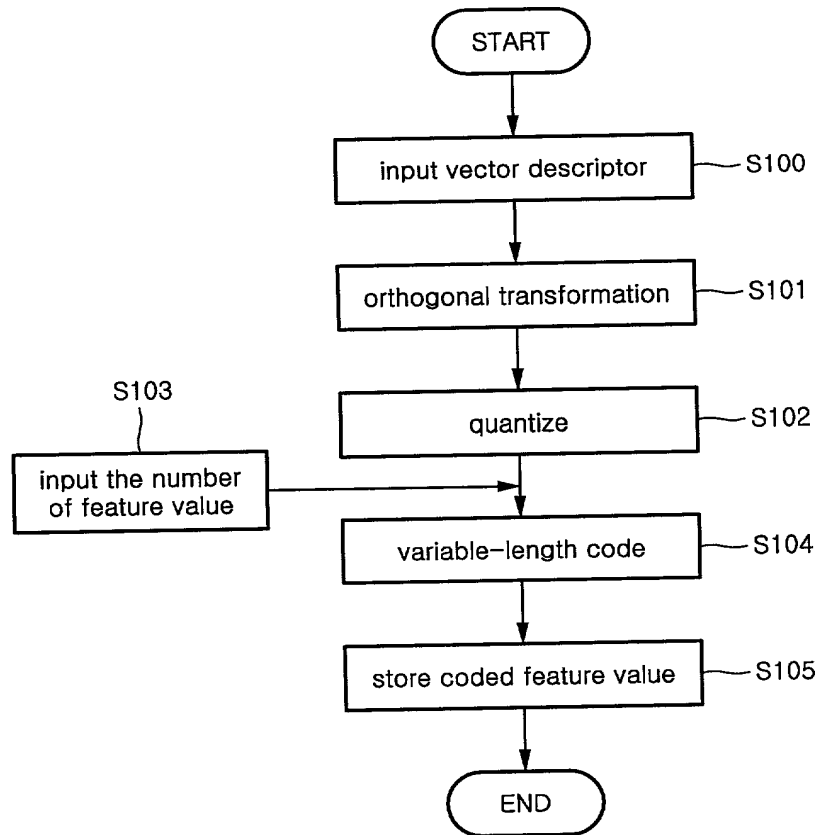 START
input vector descriptor
S100
orthogonal transformation
S101
quantize
S102
S103
input the number
of feature value
variable-length code
S104
store coded feature value
S105
END